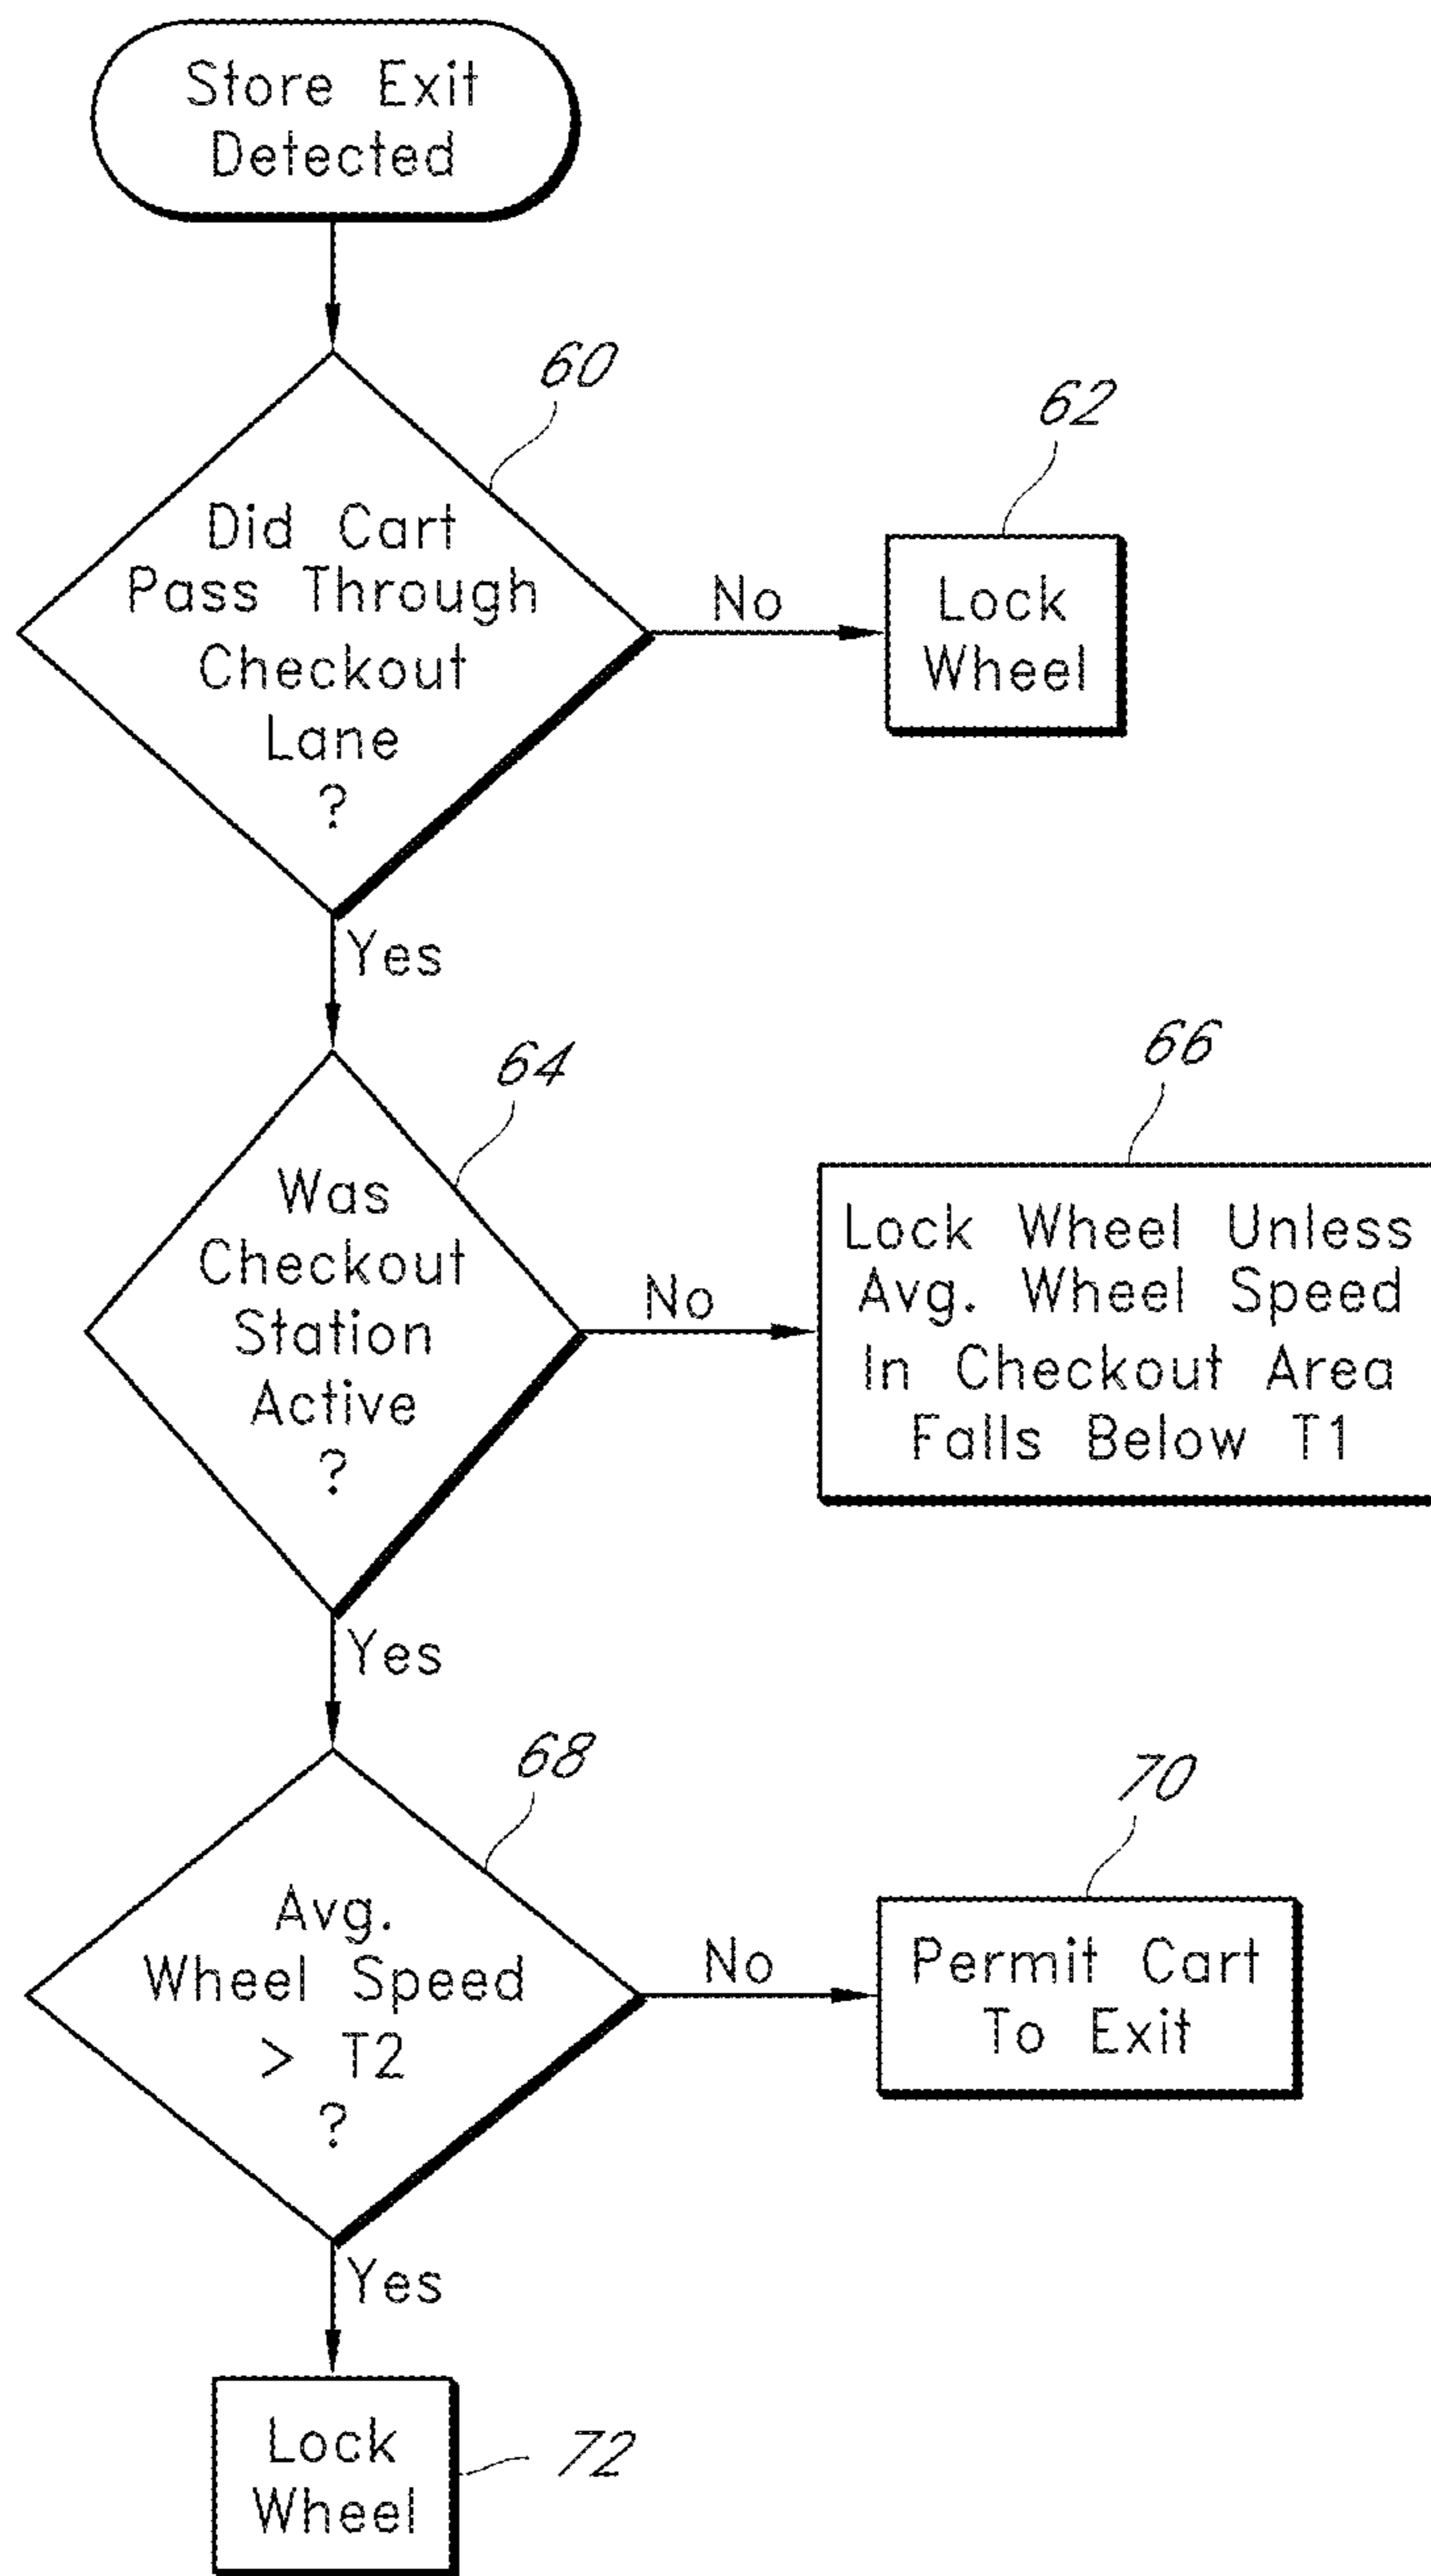 Store Exit
Detected
60
Did Cart
Pass Through
Checkout
Lane
?
No
62
Lock
Wheel
Yes
64
Was
Checkout
Station
Active
?
No
66
Lock Wheel Unless
Avg. Wheel Speed
In Checkout Area
Falls Below T1
Yes
68
Avg.
Wheel Speed
> T2
?
No
70
Permit Cart
To Exit
Yes
Lock
Wheel
72